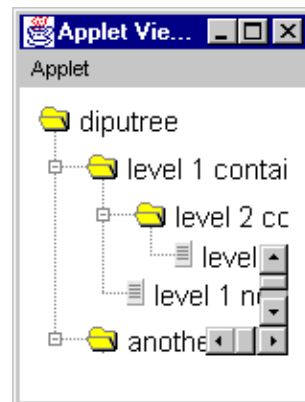 Applet Vie...
Applet
diputree
level 1 contai
level 2 cc
level
level 1 n
anothe